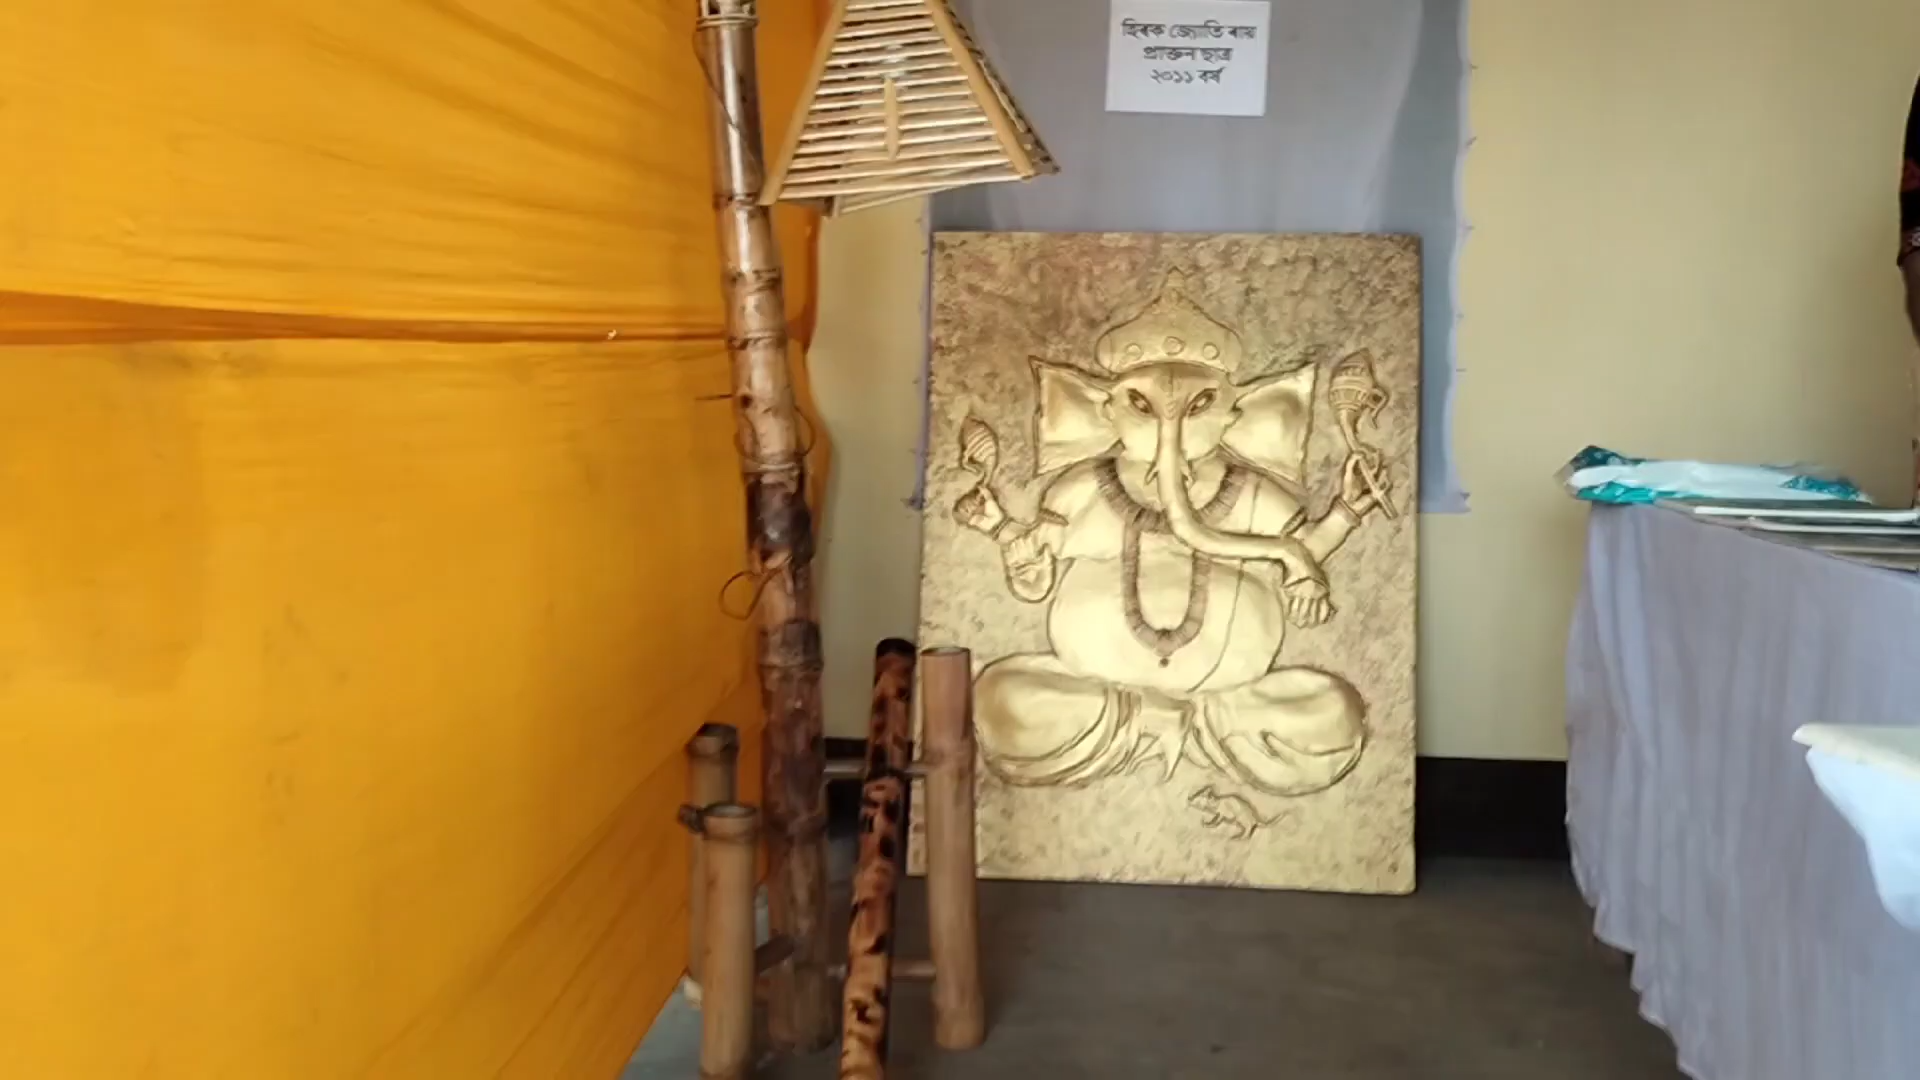 হিৰক জ্যোতি ৰায়
প্রাক্তন ছাত্র
২০১১ বৰ্ষ